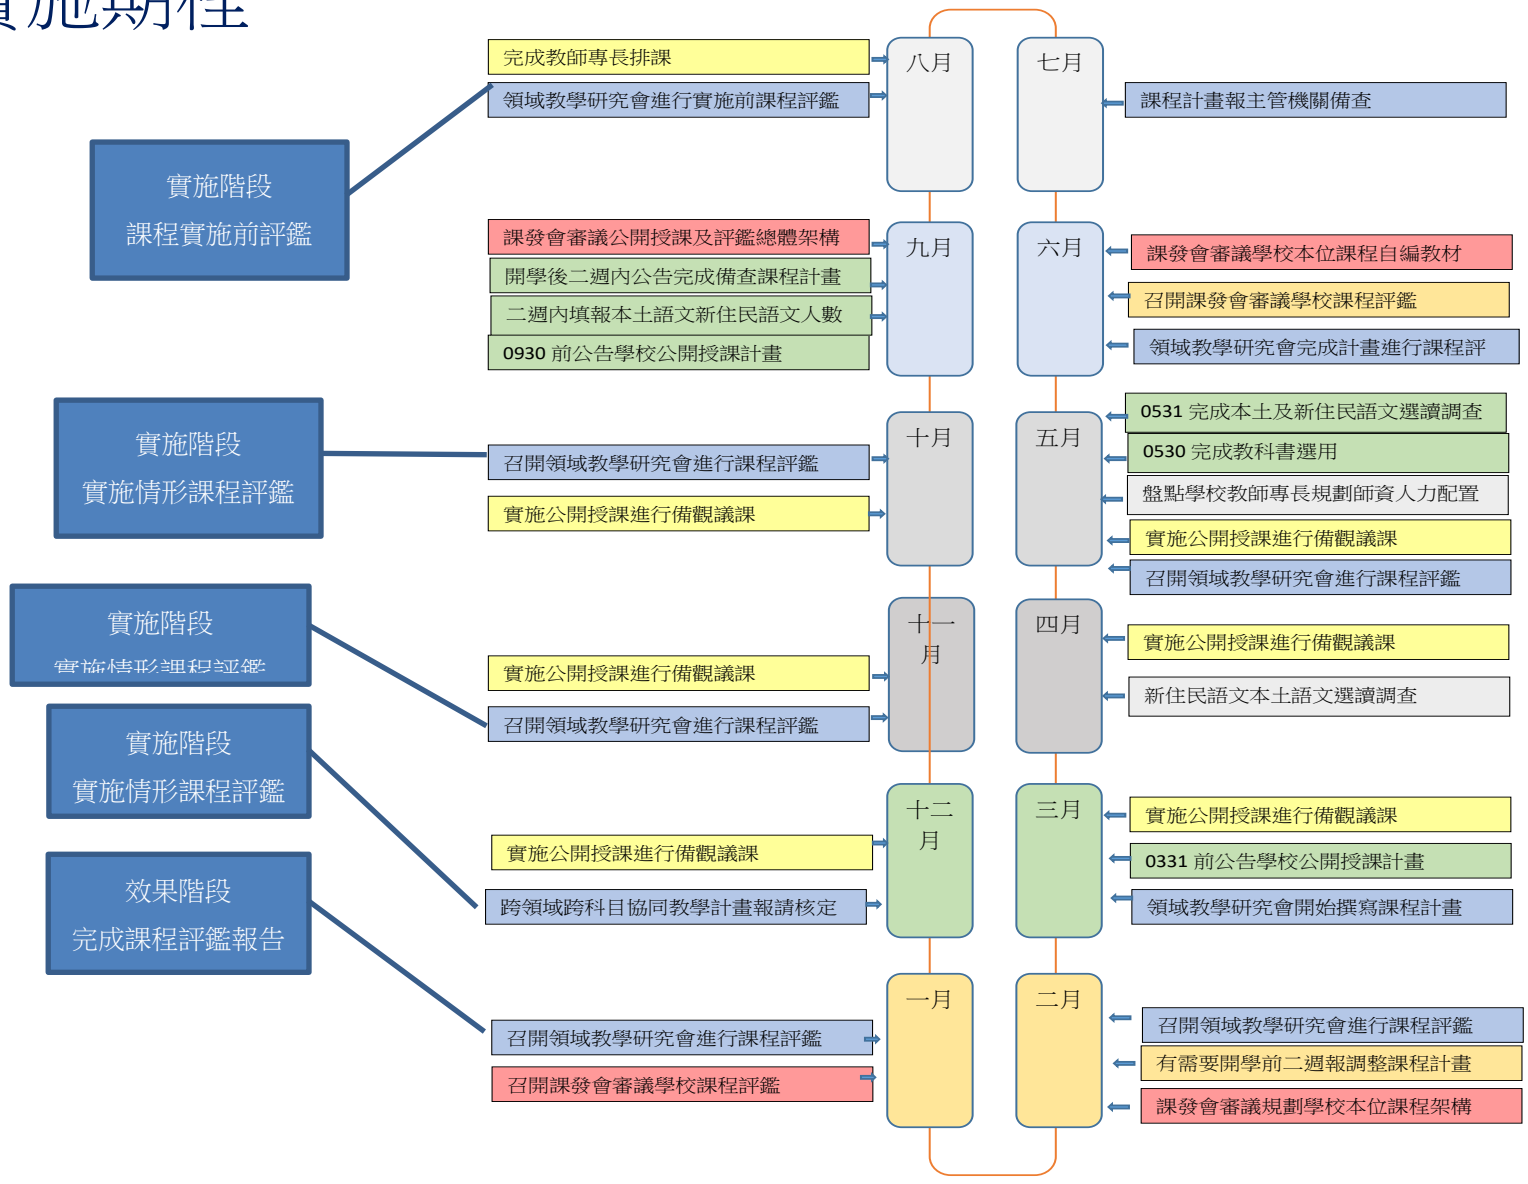 實施期程
完成教師專長排課
領域教學研究會進行實施前課程評鑑
八月
七月
課程計畫報主管機關備查
實施階段
課程實施前評鑑
課發會審議公開授課及評鑑總體架構
開學後二週內公告完成備查課程計畫
二週內填報本土語文新住民語文人數
0930 前公告學校公開授課計畫
九月
六月
課發會審議學校本位課程自編教材
召開課發會審議學校課程評鑑
領域教學研究會完成計畫進行課程評
實施階段
實施情形課程評鑑
召開領域教學研究會進行課程評鑑
實施公開授課進行備觀議課
十月
五月
0531 完成本土及新住民語文選讀調查
0530 完成教科書選用
盤點學校教師專長規劃師資人力配置
實施公開授課進行備觀議課
召開領域教學研究會進行課程評鑑
實施階段
實施情形課程評鑑
實施公開授課進行備觀議課
召開領域教學研究會進行課程評鑑
十一
月
四月
實施公開授課進行備觀議課
新住民語文本土語文選讀調查
實施階段
實施情形課程評鑑
實施公開授課進行備觀議課
跨領域跨科目協同教學計畫報請核定
十二
月
三月
實施公開授課進行備觀議課
0331 前公告學校公開授課計畫
領域教學研究會開始撰寫課程計畫
效果階段
完成課程評鑑報告
召開領域教學研究會進行課程評鑑
召開課發會審議學校課程評鑑
一月
二月
召開領域教學研究會進行課程評鑑
有需要開學前二週報調整課程計畫
課發會審議規劃學校本位課程架構